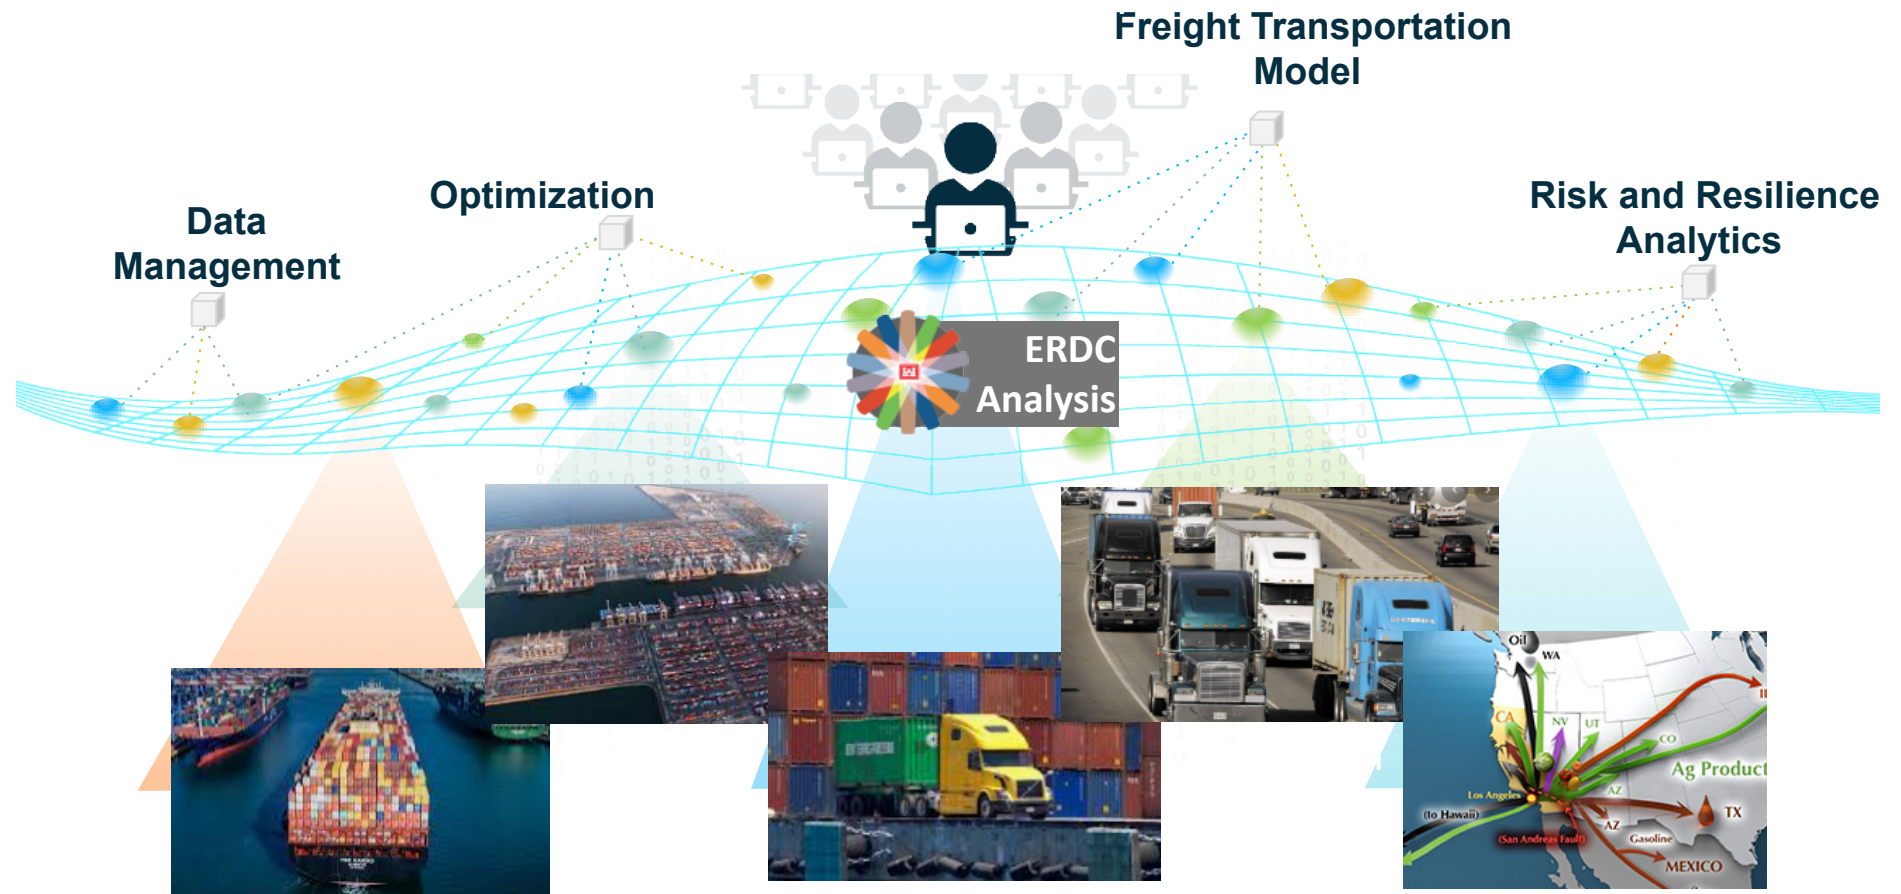 Freight Transportation
Model
Optimization
Data
Management
Risk and Resilience
Analytics
ERDC
Analysis
Oil
WA
CA
NV
UT
CO
Ag Product
Los Angeles
AZ
(to Hawaii)
TX
AZ
(San Andreas Fault)
Gasoline
MEXICO